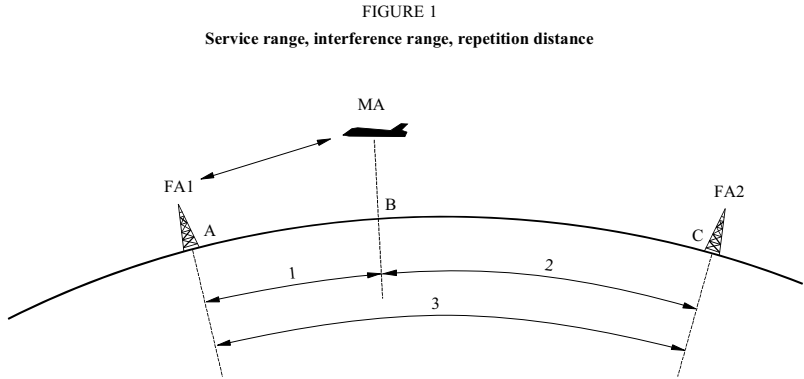 FIGURE 1
Service range, interference range, repetition distance
MA
FA1
FA2
A
B
C
1
2
3